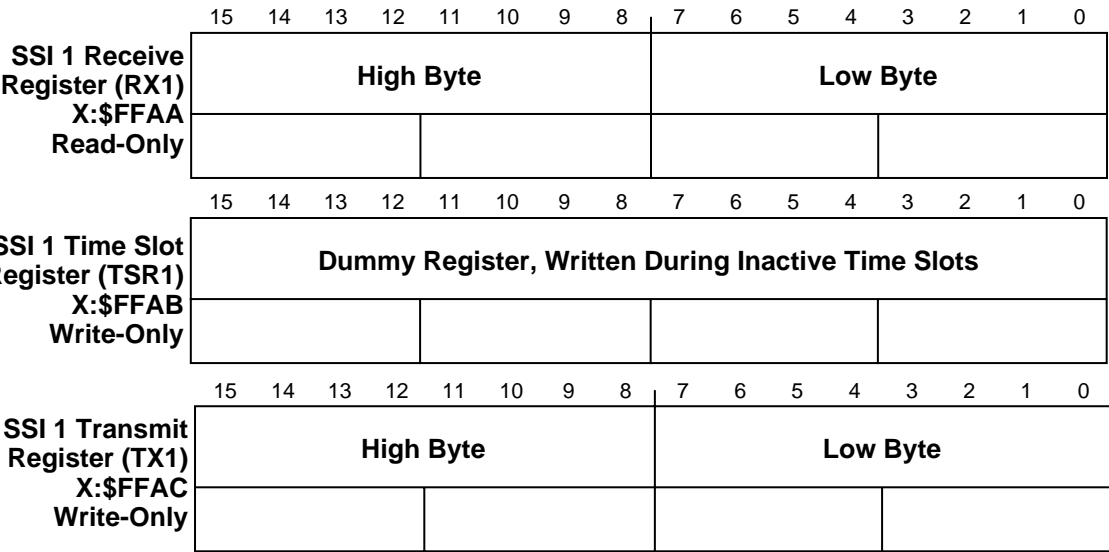 15 14 13 12 11 10 9 8 7 6 5 4 3 2 1 0
SSI 1 Receive
Register (RX1)
X:$FFAA
Read-Only
High Byte Low Byte
15 14 13 12 11 10 9 8 7 6 5 4 3 2 1 0
SSI 1 Time Slot
Register (TSR1)
X:$FFAB
Write-Only
Dummy Register, Written During Inactive Time Slots
15 14 13 12 11 10 9 8 7 6 5 4 3 2 1 0
SSI 1 Transmit
Register (TX1)
X:$FFAC
Write-Only
High Byte Low Byte